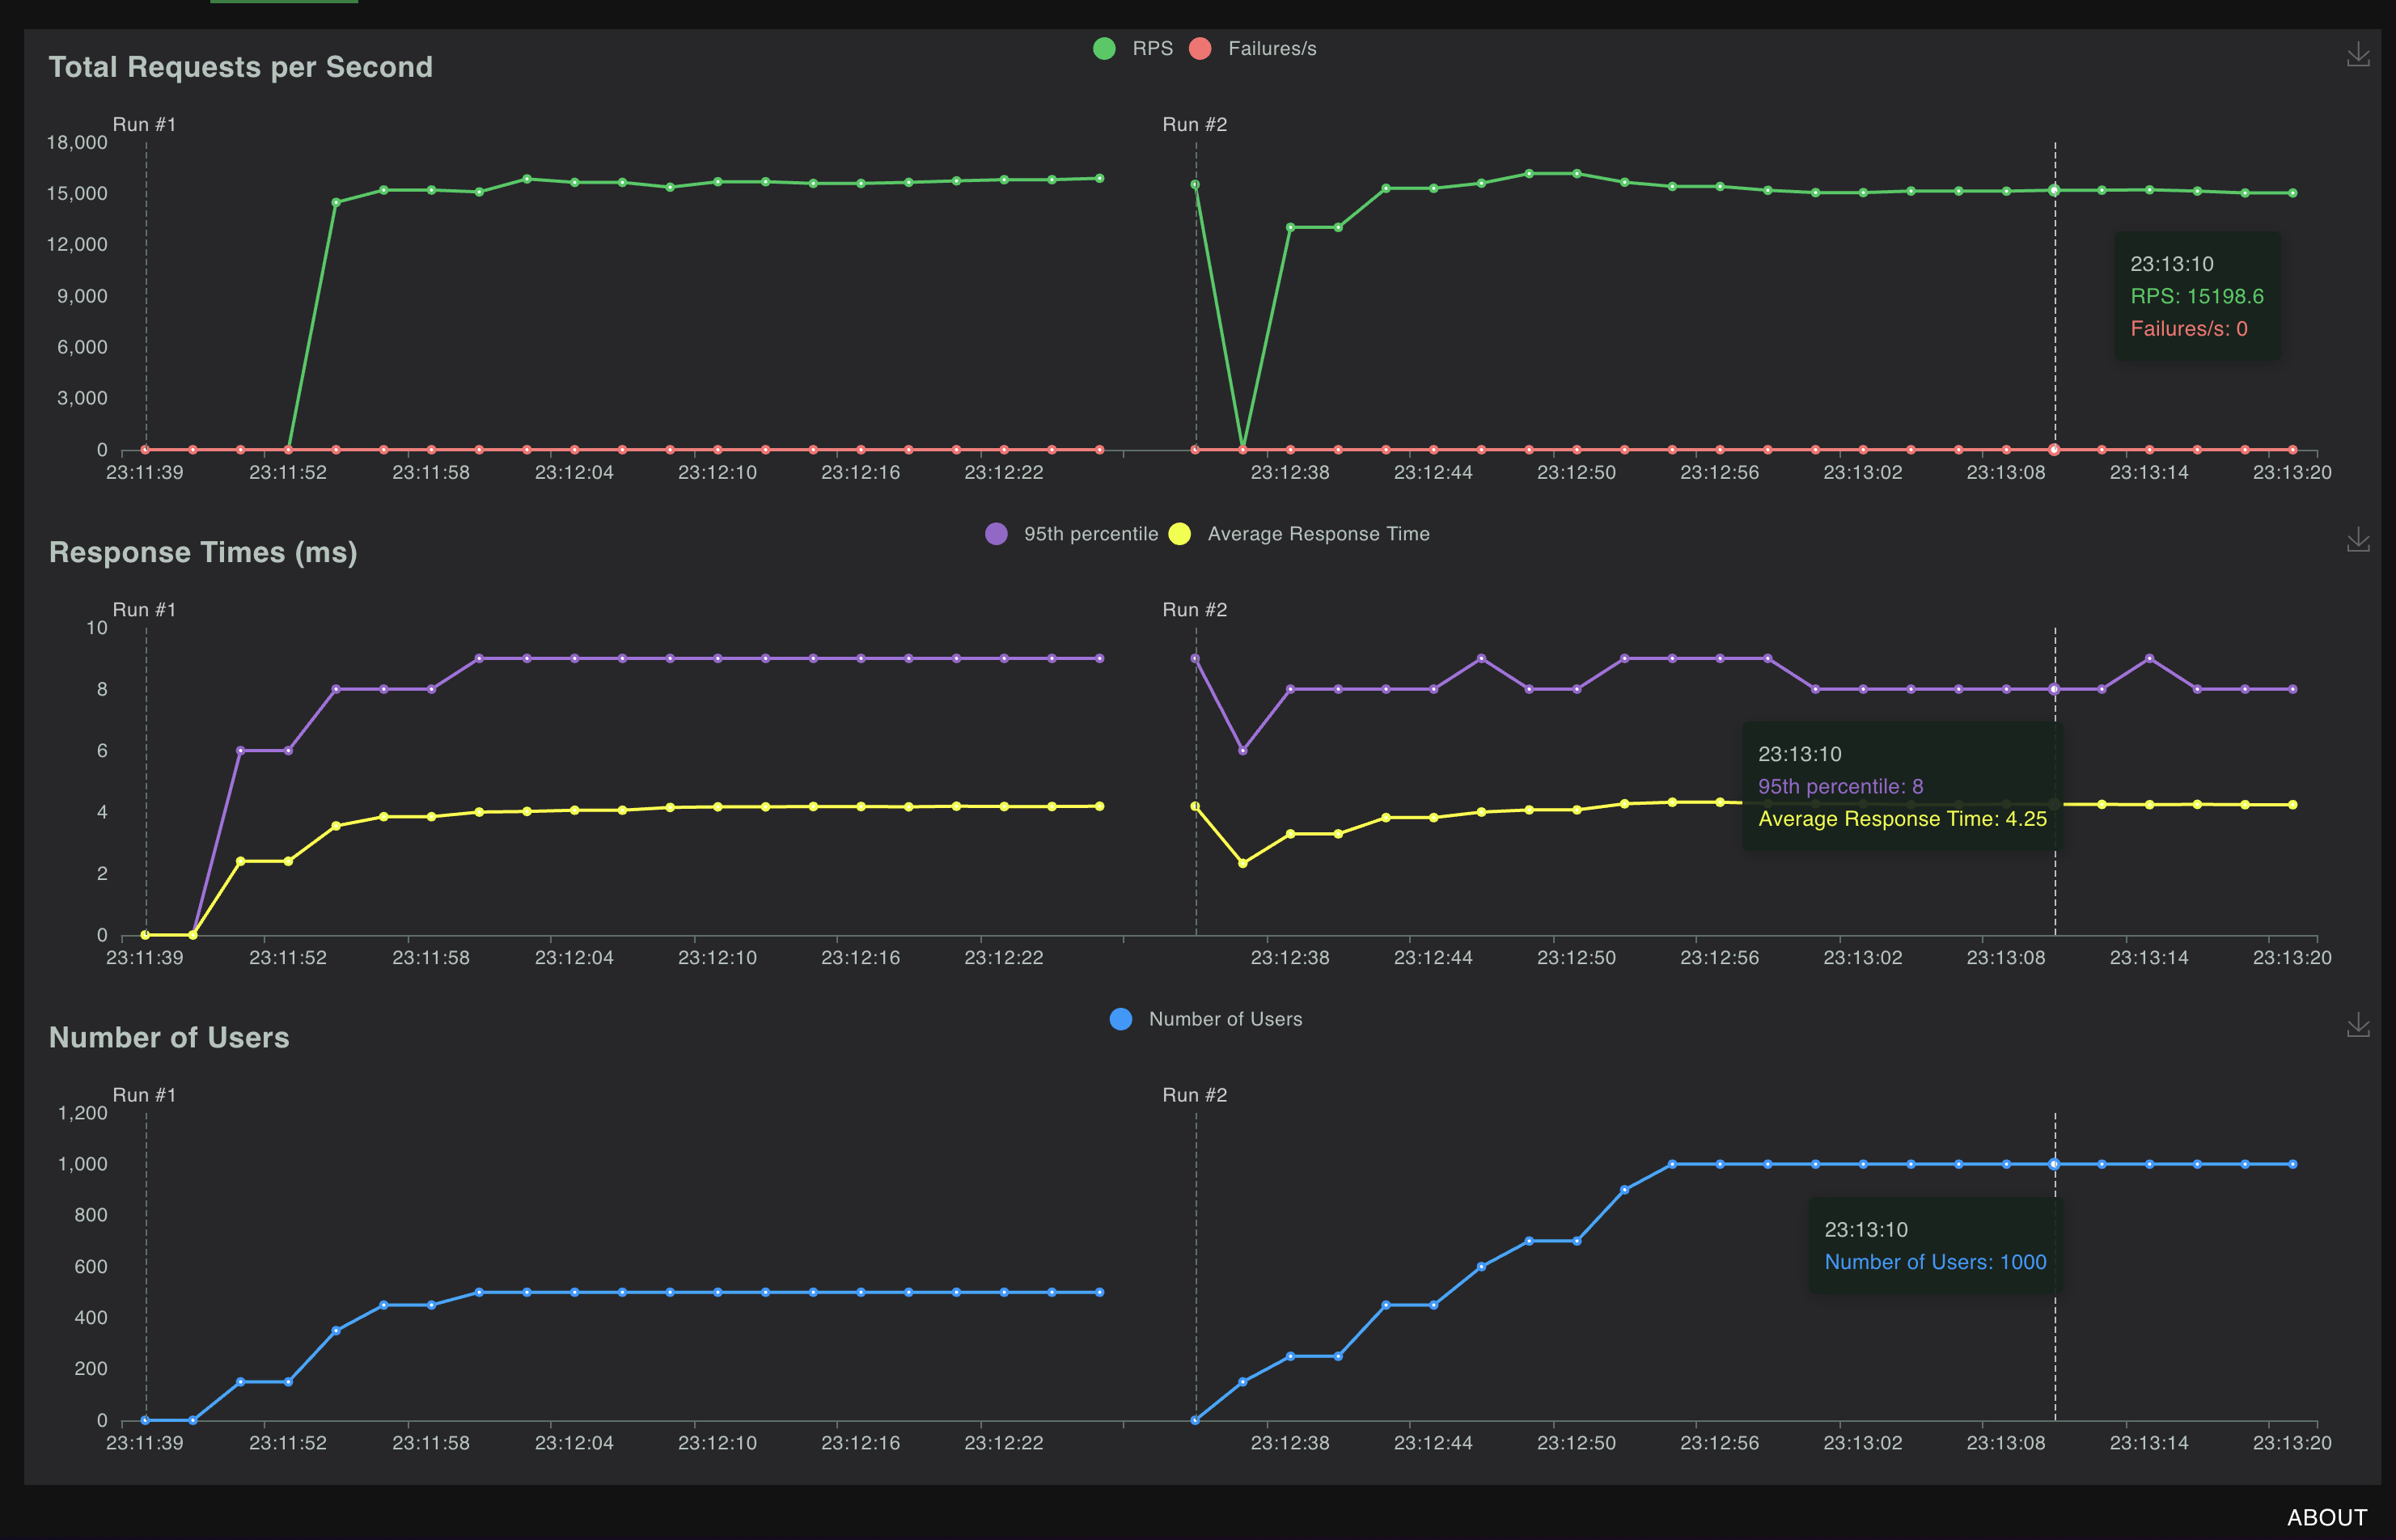 RPS Failures/s
Total Requests per Second
Run #1 Run #2
18,000
15,000
12,000
9,000
6,000
3,000
0
23:13:10
RPS: 15198.6
Failures/s: 0
23:11:39 23:11:52 23:11:58 23:12:04 23:12:10 23:12:16 23:12:22 23:12:38 23:12:44 23:12:50 23:12:56 23:13:02 23:13:08 23:13:14 23:13:20
95th percentile Average Response Time
Response Times (ms)
Run #1 Run #2
10
8
6
4
2
0
23:13:10
95th percentile: 8
Average Response Time: 4.25
23:11:39 23:11:52 23:11:58 23:12:04 23:12:10 23:12:16 23:12:22 23:12:38 23:12:44 23:12:50 23:12:56 23:13:02 23:13:08 23:13:14 23:13:20
Number of Users
Number of Users
Run #1 Run #2
1,200
1,000
800
600
400
200
0
23:13:10
Number of Users: 1000
23:11:39 23:11:52 23:11:58 23:12:04 23:12:10 23:12:16 23:12:22 23:12:38 23:12:44 23:12:50 23:12:56 23:13:02 23:13:08 23:13:14 23:13:20
ABOUT